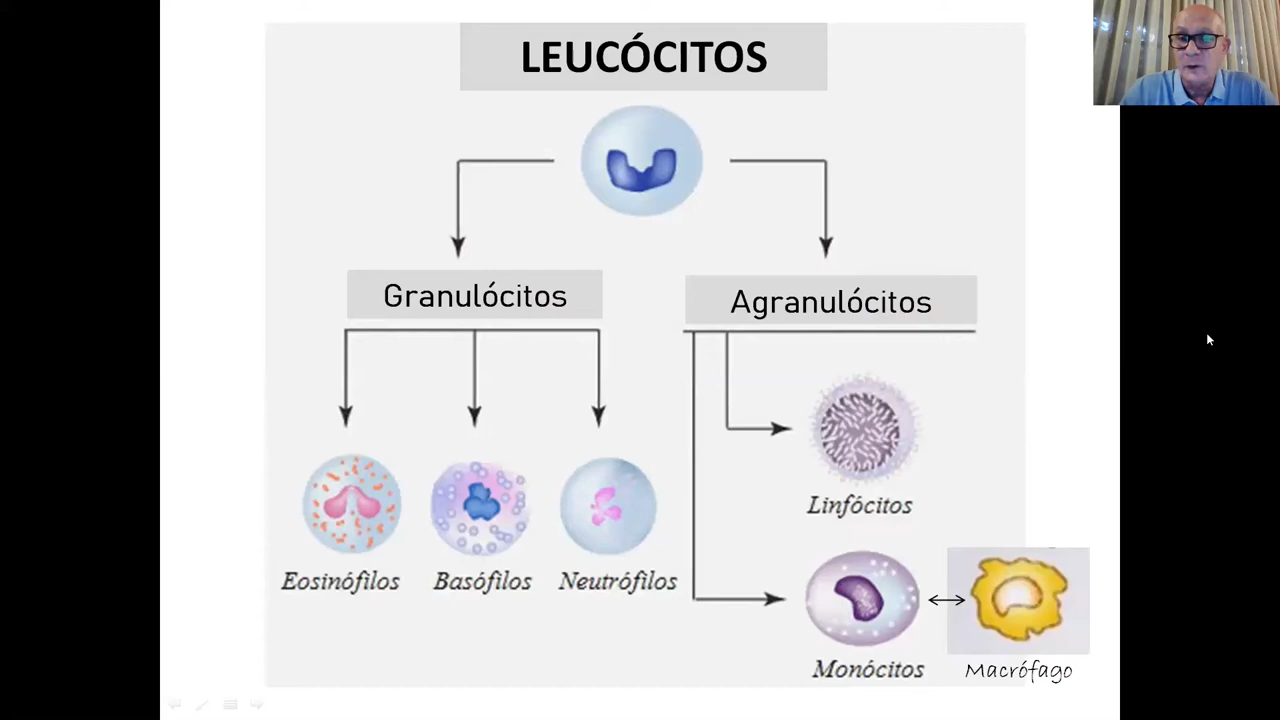 LEUCÓCITOS
Granulócitos
Agranulócitos
Linfócitos
Eosinófilos
Basófilos
Neutrófilos
Monócitos
Macrófago